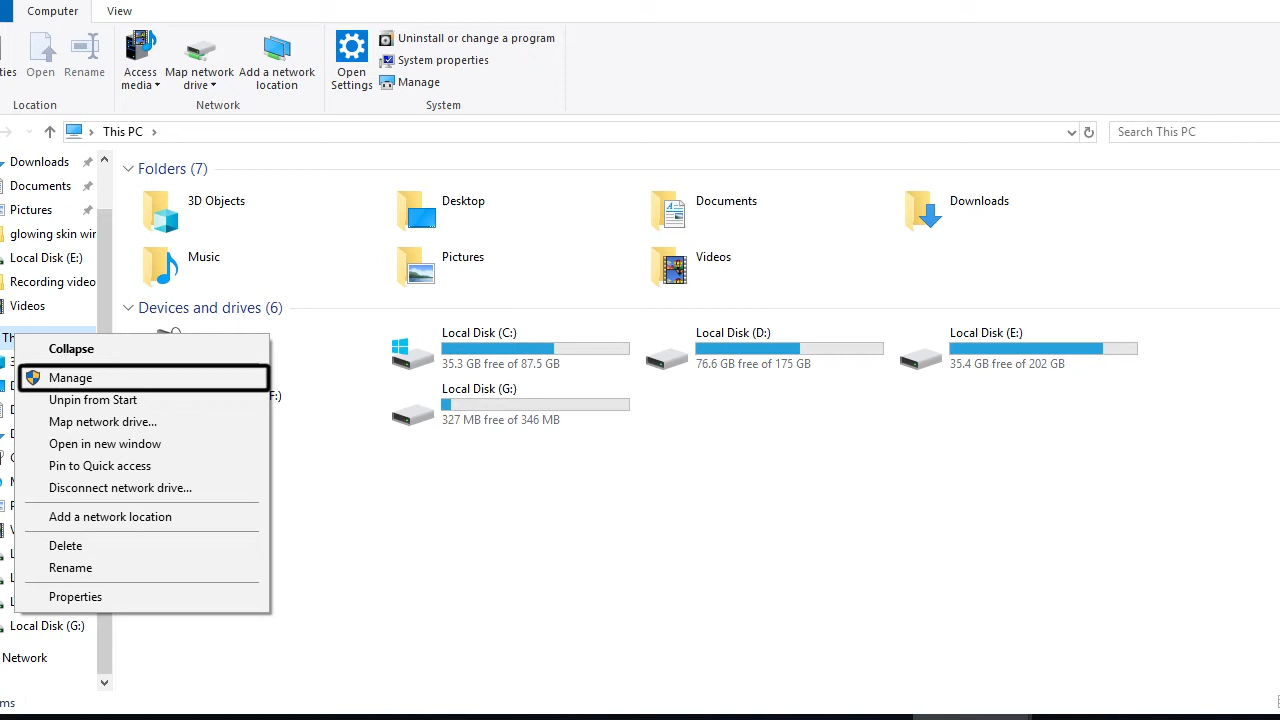 Computer
View
Open
Rename
Access media
Map network drive
Add a network location
Open Settings
Uninstall or change a program
System properties
Manage
Location
Network
System
This PC
Search This PC
Downloads
Documents
Pictures
glowing skin
Local Disk (E:)
Recording video
Videos
Folders (7)
3D Objects
Desktop
Documents
Downloads
Music
Pictures
Videos
Devices and drives (6)
Local Disk (C:)
35.3 GB free of 87.5 GB
Local Disk (D:)
76.6 GB free of 175 GB
Local Disk (E:)
35.4 GB free of 202 GB
F:)
Local Disk (G:)
327 MB free of 346 MB
Collapse
Manage
Unpin from Start
Map network drive...
Open in new window
Pin to Quick access
Disconnect network drive...
Add a network location
Delete
Rename
Properties
Local Disk (G:)
Network